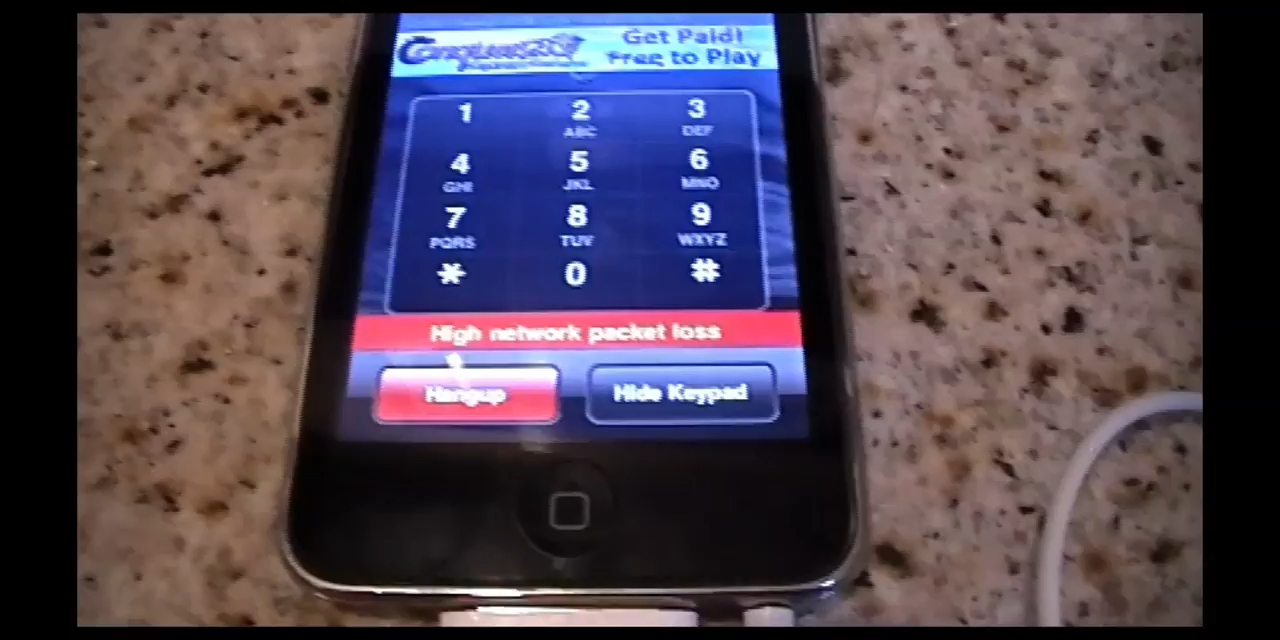 Get Paid!
Free to Play
1 2 3
ABC DEF
4 5 6
GHI JKL MNO
7 8 9
PQRS TUV WXYZ
* 0 #
High network packet loss
Hangup Hide Keypad